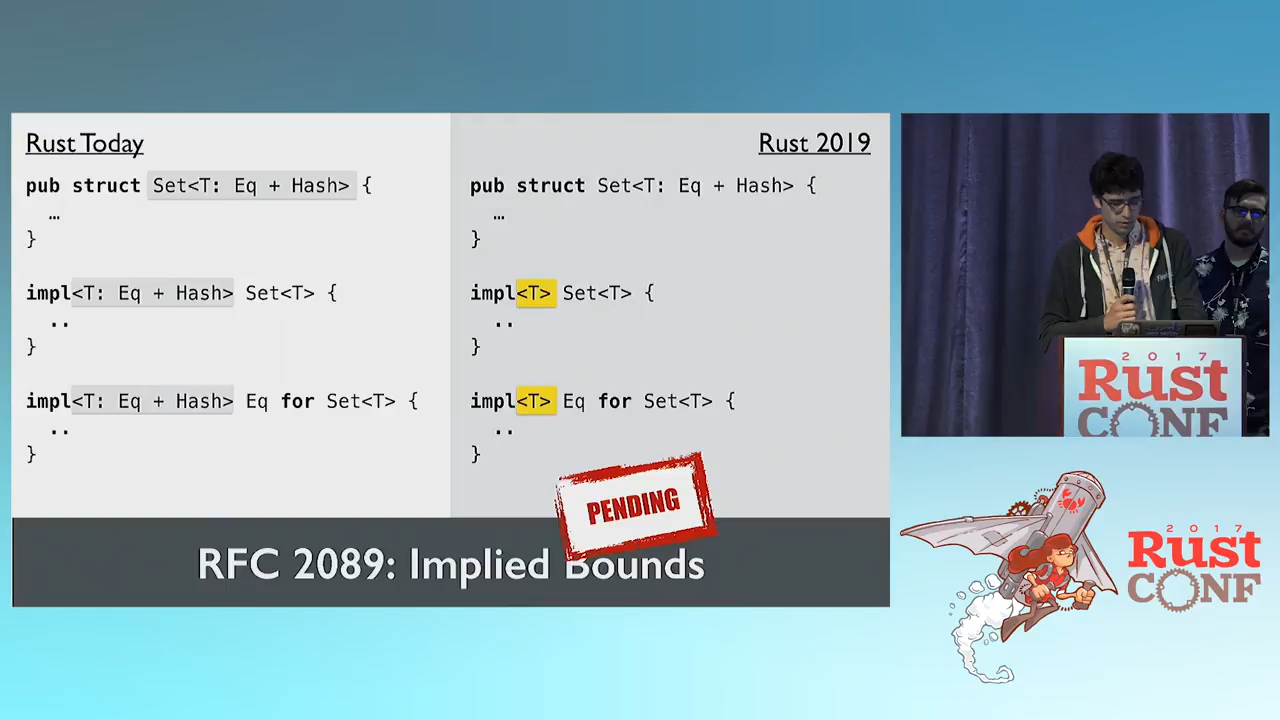 Rust Today
pub struct Set<T: Eq + Hash> {
…
}
impl<T: Eq + Hash> Set<T> {
..
}
impl<T: Eq + Hash> Eq for Set<T> {
..
}
Rust 2019
pub struct Set<T: Eq + Hash> {
…
}
impl<T> Set<T> {
..
}
impl<T> Eq for Set<T> {
..
}
PENDING
RFC 2089: Implied Bounds
2017
Rust
CONF
2017
Rust
CONF